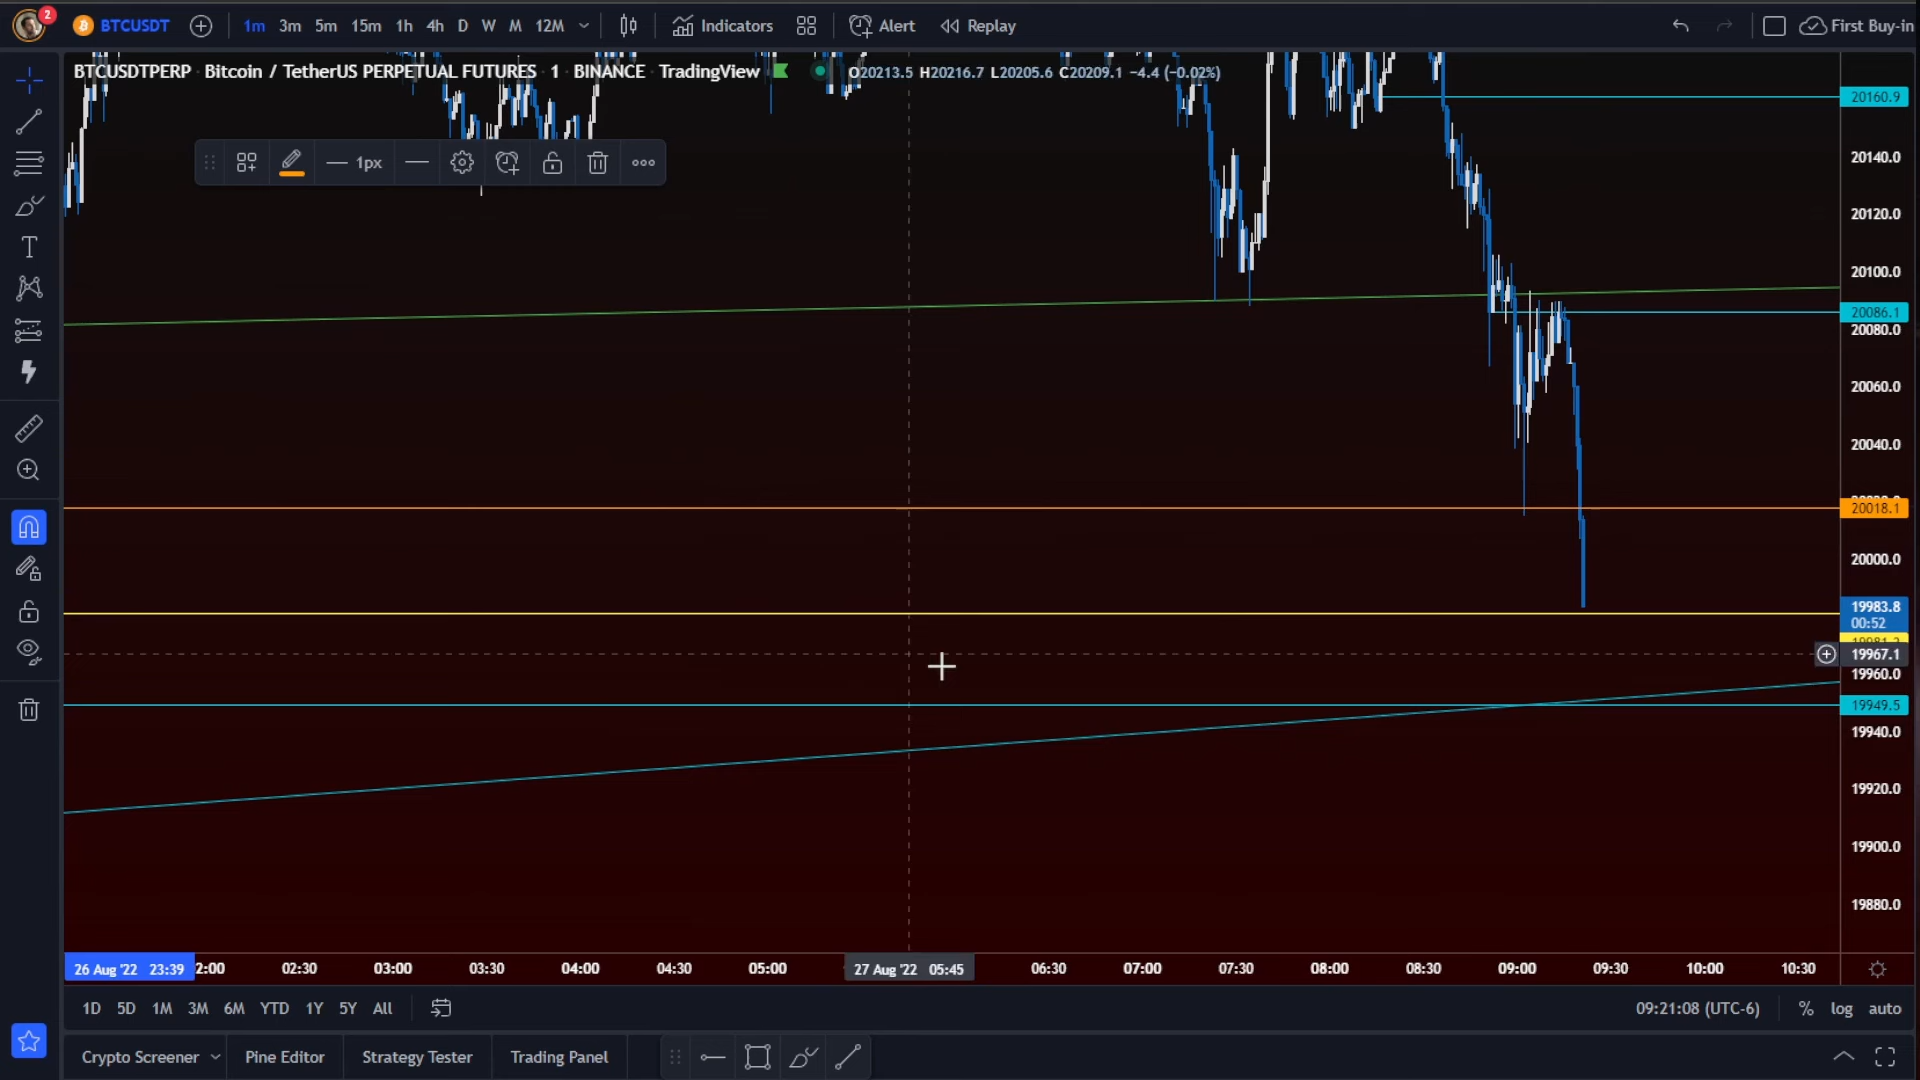 2
BTCUSDT
1m 3m 5m 15m 1h 4h D W M 12M
Indicators
Alert
Replay
First Buy-in
BTCUSDTPERP · Bitcoin / TetherUS PERPETUAL FUTURES · 1 · BINANCE · TradingView
O20213.5 H20216.7 L20205.6 C20209.1 −4.4 (−0.02%)
1px
T
20160.9
20140.0
20120.0
20100.0
20086.1
20080.0
20060.0
20040.0
20018.1
20000.0
19983.8
00:52
19967.1
19960.0
19949.5
19940.0
19920.0
19900.0
19880.0
26 Aug '22 23:39
2:00 02:30 03:00 03:30 04:00 04:30 05:00
27 Aug '22 05:45
06:30 07:00 07:30 08:00 08:30 09:00 09:30 10:00 10:30
1D 5D 1M 3M 6M YTD 1Y 5Y All
09:21:08 (UTC-6)
% log auto
Crypto Screener
Pine Editor
Strategy Tester
Trading Panel